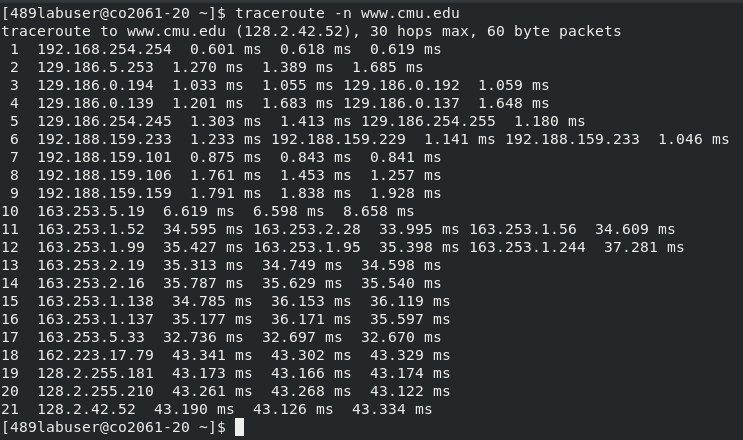 [489labuser@co2061-20 ~]$ traceroute -n www.cmu.edu
traceroute to www.cmu.edu (128.2.42.52), 30 hops max, 60 byte packets
 1  192.168.254.254  0.601 ms  0.618 ms  0.619 ms
 2  129.186.5.253  1.270 ms  1.389 ms  1.685 ms
 3  129.186.0.194  1.033 ms  1.055 ms 129.186.0.192  1.059 ms
 4  129.186.0.139  1.201 ms  1.683 ms 129.186.0.137  1.648 ms
 5  129.186.254.245  1.303 ms  1.413 ms 129.186.254.255  1.180 ms
 6  192.188.159.233  1.233 ms 192.188.159.229  1.141 ms 192.188.159.233  1.046 ms
 7  192.188.159.101  0.875 ms  0.843 ms  0.841 ms
 8  192.188.159.106  1.761 ms  1.453 ms  1.257 ms
 9  192.188.159.159  1.791 ms  1.838 ms  1.928 ms
10  163.253.5.19  6.619 ms  6.598 ms  8.658 ms
11  163.253.1.52  34.595 ms 163.253.2.28  33.995 ms 163.253.1.56  34.609 ms
12  163.253.1.99  35.427 ms 163.253.1.95  35.398 ms 163.253.1.244  37.281 ms
13  163.253.2.19  35.313 ms  34.749 ms  34.598 ms
14  163.253.2.16  35.787 ms  35.629 ms  35.540 ms
15  163.253.1.138  34.785 ms  36.153 ms  36.119 ms
16  163.253.1.137  35.177 ms  36.171 ms  35.597 ms
17  163.253.5.33  32.736 ms  32.697 ms  32.670 ms
18  162.223.17.79  43.341 ms  43.302 ms  43.329 ms
19  128.2.255.181  43.173 ms  43.166 ms  43.174 ms
20  128.2.255.210  43.261 ms  43.268 ms  43.122 ms
21  128.2.42.52  43.190 ms  43.126 ms  43.334 ms
[489labuser@co2061-20 ~]$